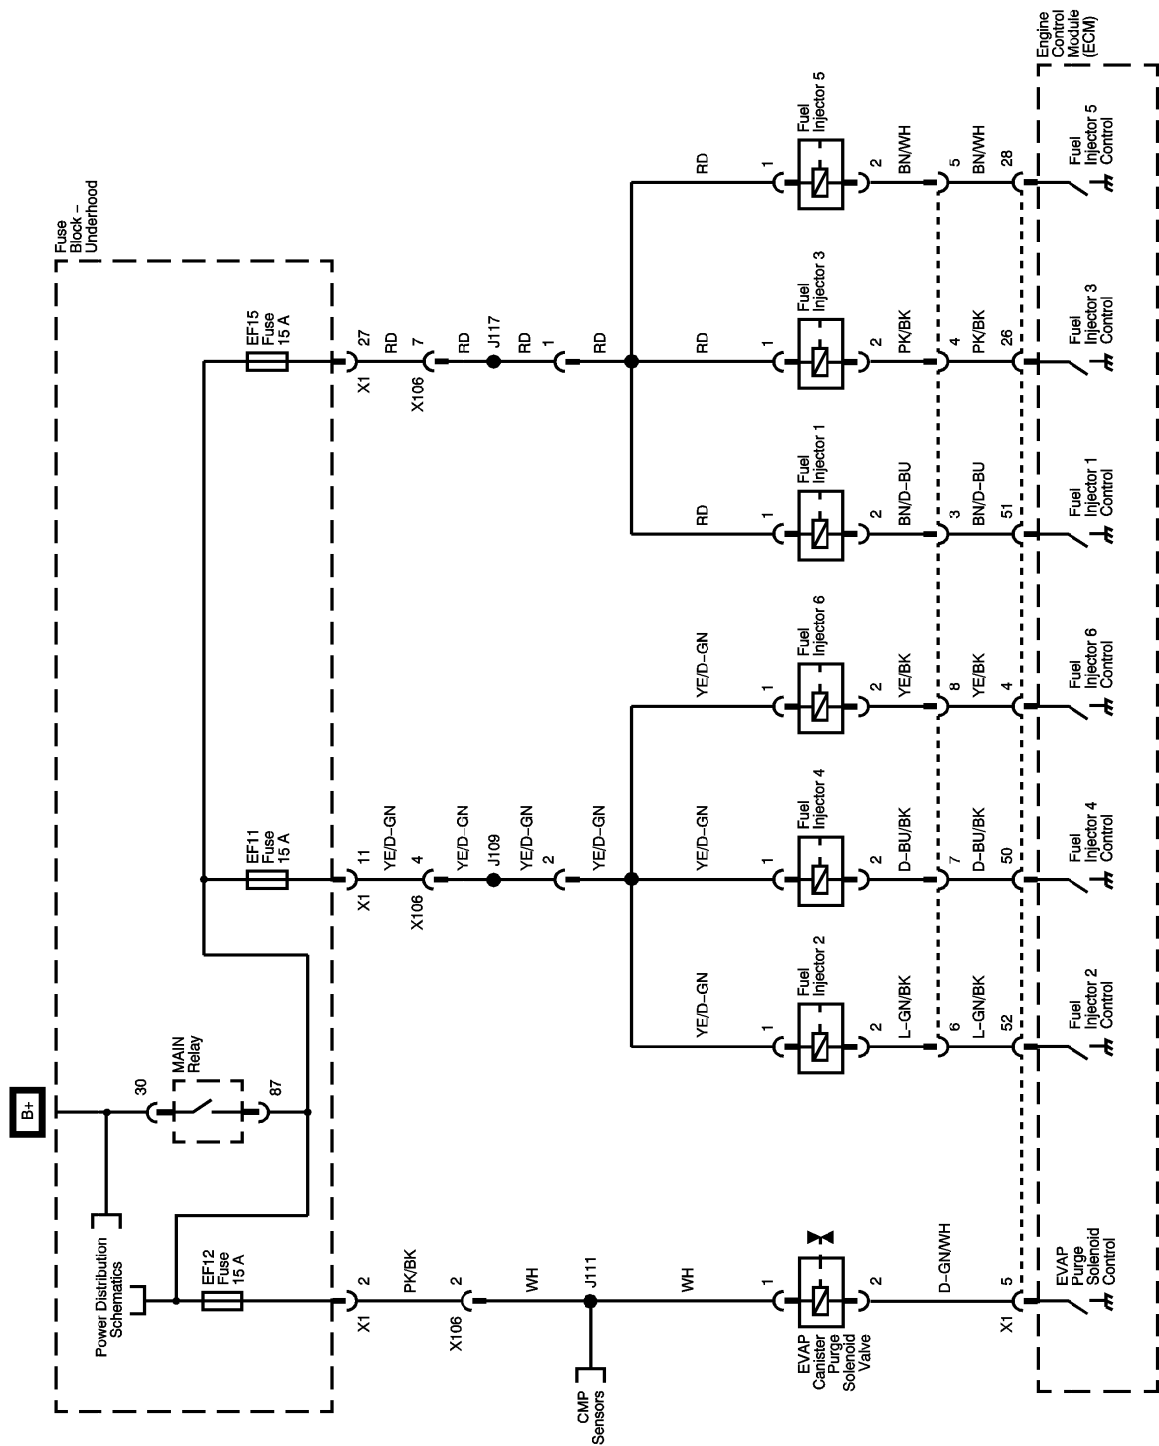 B+
Power Distribution
Schematics
MAIN
Relay
30
87
Fuse
Block –
Underhood
EF12
Fuse
15 A
EF11
Fuse
15 A
EF15
Fuse
15 A
X1
2
X1
11
X1
27
PK/BK
YE/D–GN
RD
X106
2
X106
4
X106
7
WH
YE/D–GN
RD
J111
J109
J117
CMP
Sensors
YE/D–GN
RD
2
1
YE/D–GN
RD
WH
YE/D–GN
YE/D–GN
YE/D–GN
RD
RD
RD
1
1
1
1
1
1
1
EVAP
Canister
Purge
Solenoid
Valve
Fuel
Injector 2
Fuel
Injector 4
Fuel
Injector 6
Fuel
Injector 1
Fuel
Injector 3
Fuel
Injector 5
2
2
2
2
2
2
2
D–GN/WH
L–GN/BK
D–BU/BK
YE/BK
BN/D–BU
PK/BK
BN/WH
6
7
8
3
4
5
L–GN/BK
D–BU/BK
YE/BK
BN/D–BU
PK/BK
BN/WH
X1
5
52
50
4
51
26
28
EVAP
Purge
Solenoid
Control
Fuel
Injector 2
Control
Fuel
Injector 4
Control
Fuel
Injector 6
Control
Fuel
Injector 1
Control
Fuel
Injector 3
Control
Fuel
Injector 5
Control
Engine
Control
Module
(ECM)